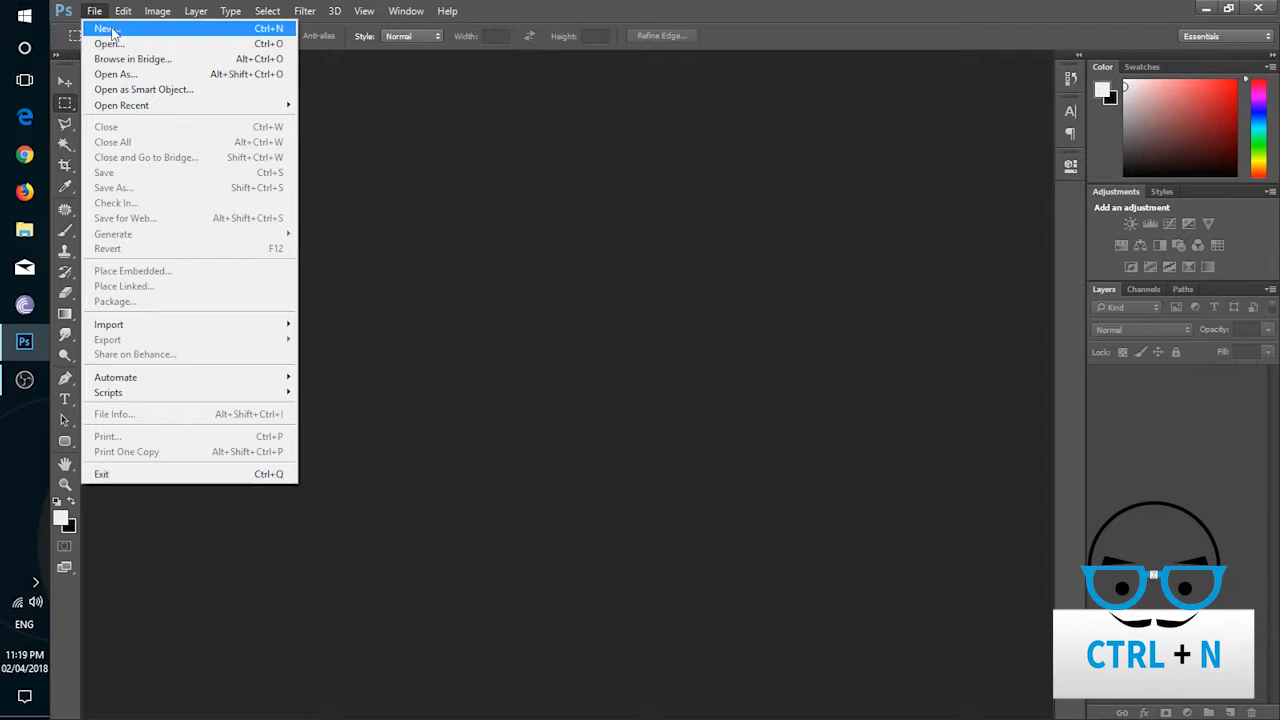 Ps File Edit Image Layer Type Select Filter 3D View Window Help
Anti-alias Style: Normal Width: Height: Refine Edge... Essentials
New... Ctrl+N
Open... Ctrl+O
Browse in Bridge... Alt+Ctrl+O
Open As... Alt+Shift+Ctrl+O
Open as Smart Object...
Open Recent
Close Ctrl+W
Close All Alt+Ctrl+W
Close and Go to Bridge... Shift+Ctrl+W
Save Ctrl+S
Save As... Shift+Ctrl+S
Check In...
Save for Web... Alt+Shift+Ctrl+S
Generate
Revert F12
Place Embedded...
Place Linked...
Package...
Import
Export
Share on Behance...
Automate
Scripts
File Info... Alt+Shift+Ctrl+I
Print... Ctrl+P
Print One Copy Alt+Shift+Ctrl+P
Exit Ctrl+Q
Color Swatches
Adjustments Styles
Add an adjustment
Layers Channels Paths
Kind
Normal Opacity:
Lock: Fill:
Ps
ENG
11:19 PM
02/04/2018
CTRL + N